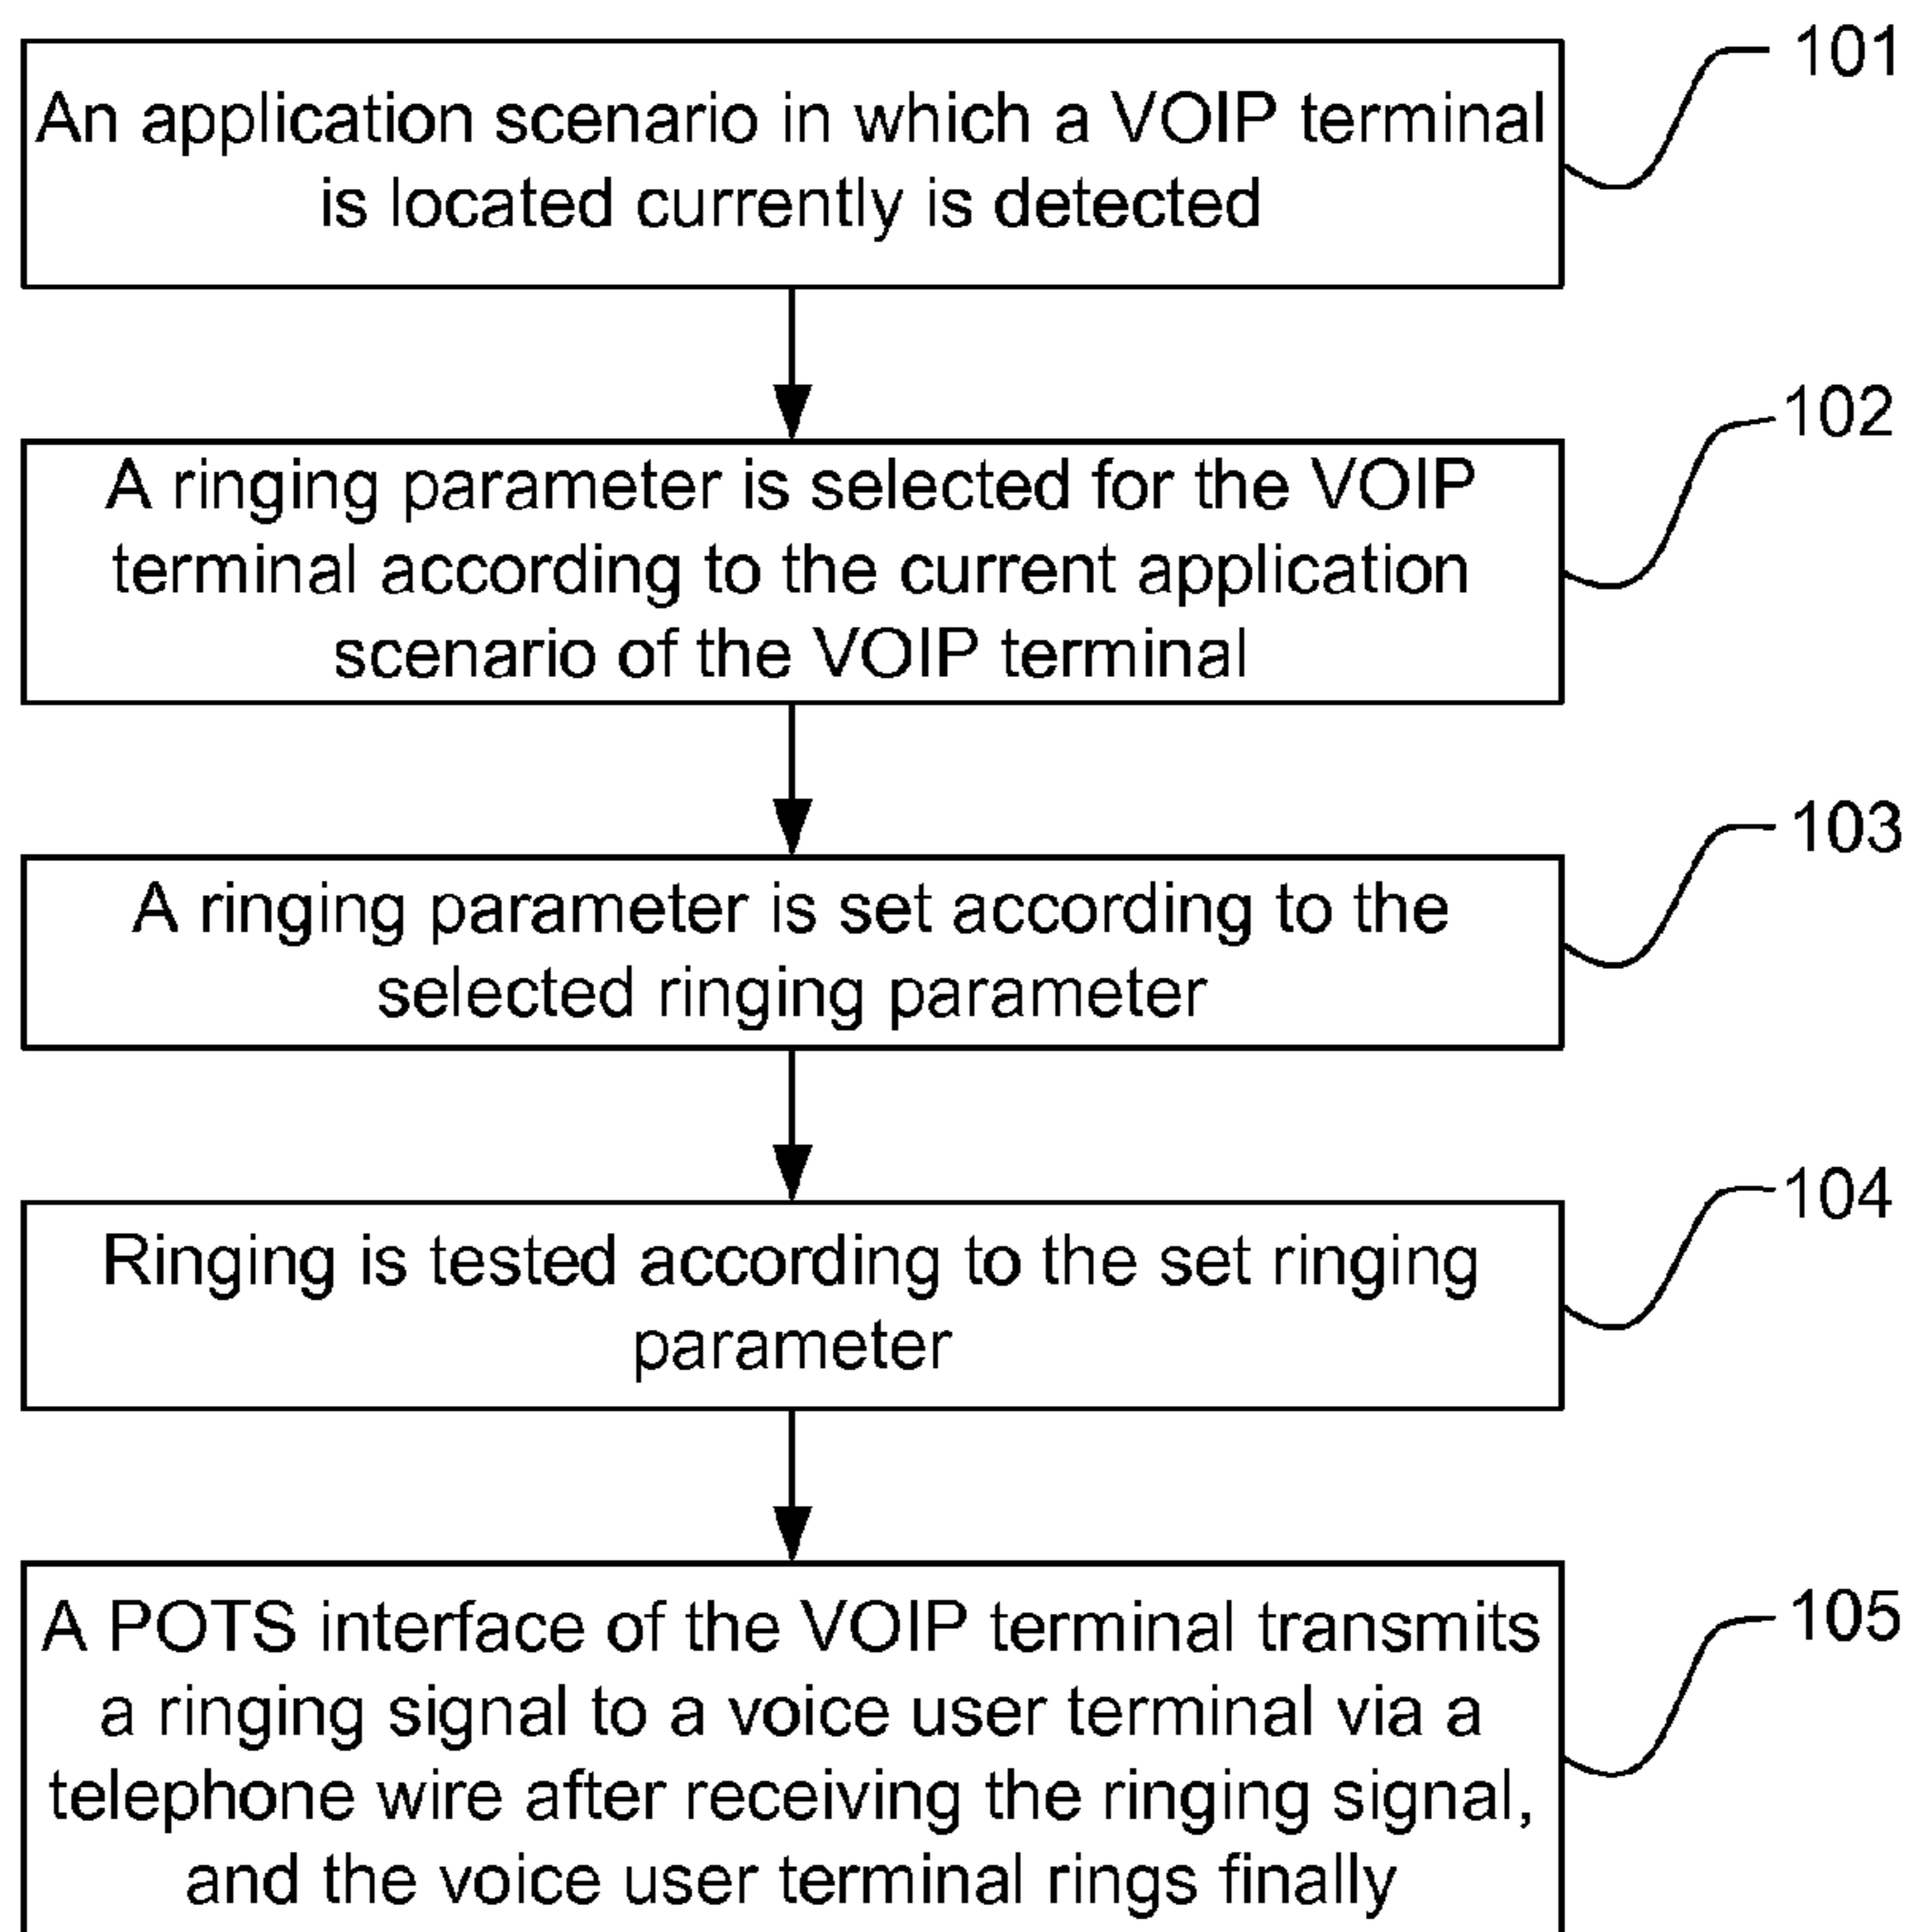 101
An application scenario in which a VOIP terminal
is located currently is detected
102
A ringing parameter is selected for the VOIP
terminal according to the current application
scenario of the VOIP terminal
103
A ringing parameter is set according to the
selected ringing parameter
104
Ringing is tested according to the set ringing
parameter
105
A POTS interface of the VOIP terminal transmits
a ringing signal to a voice user terminal via a
telephone wire after receiving the ringing signal,
and the voice user terminal rings finally